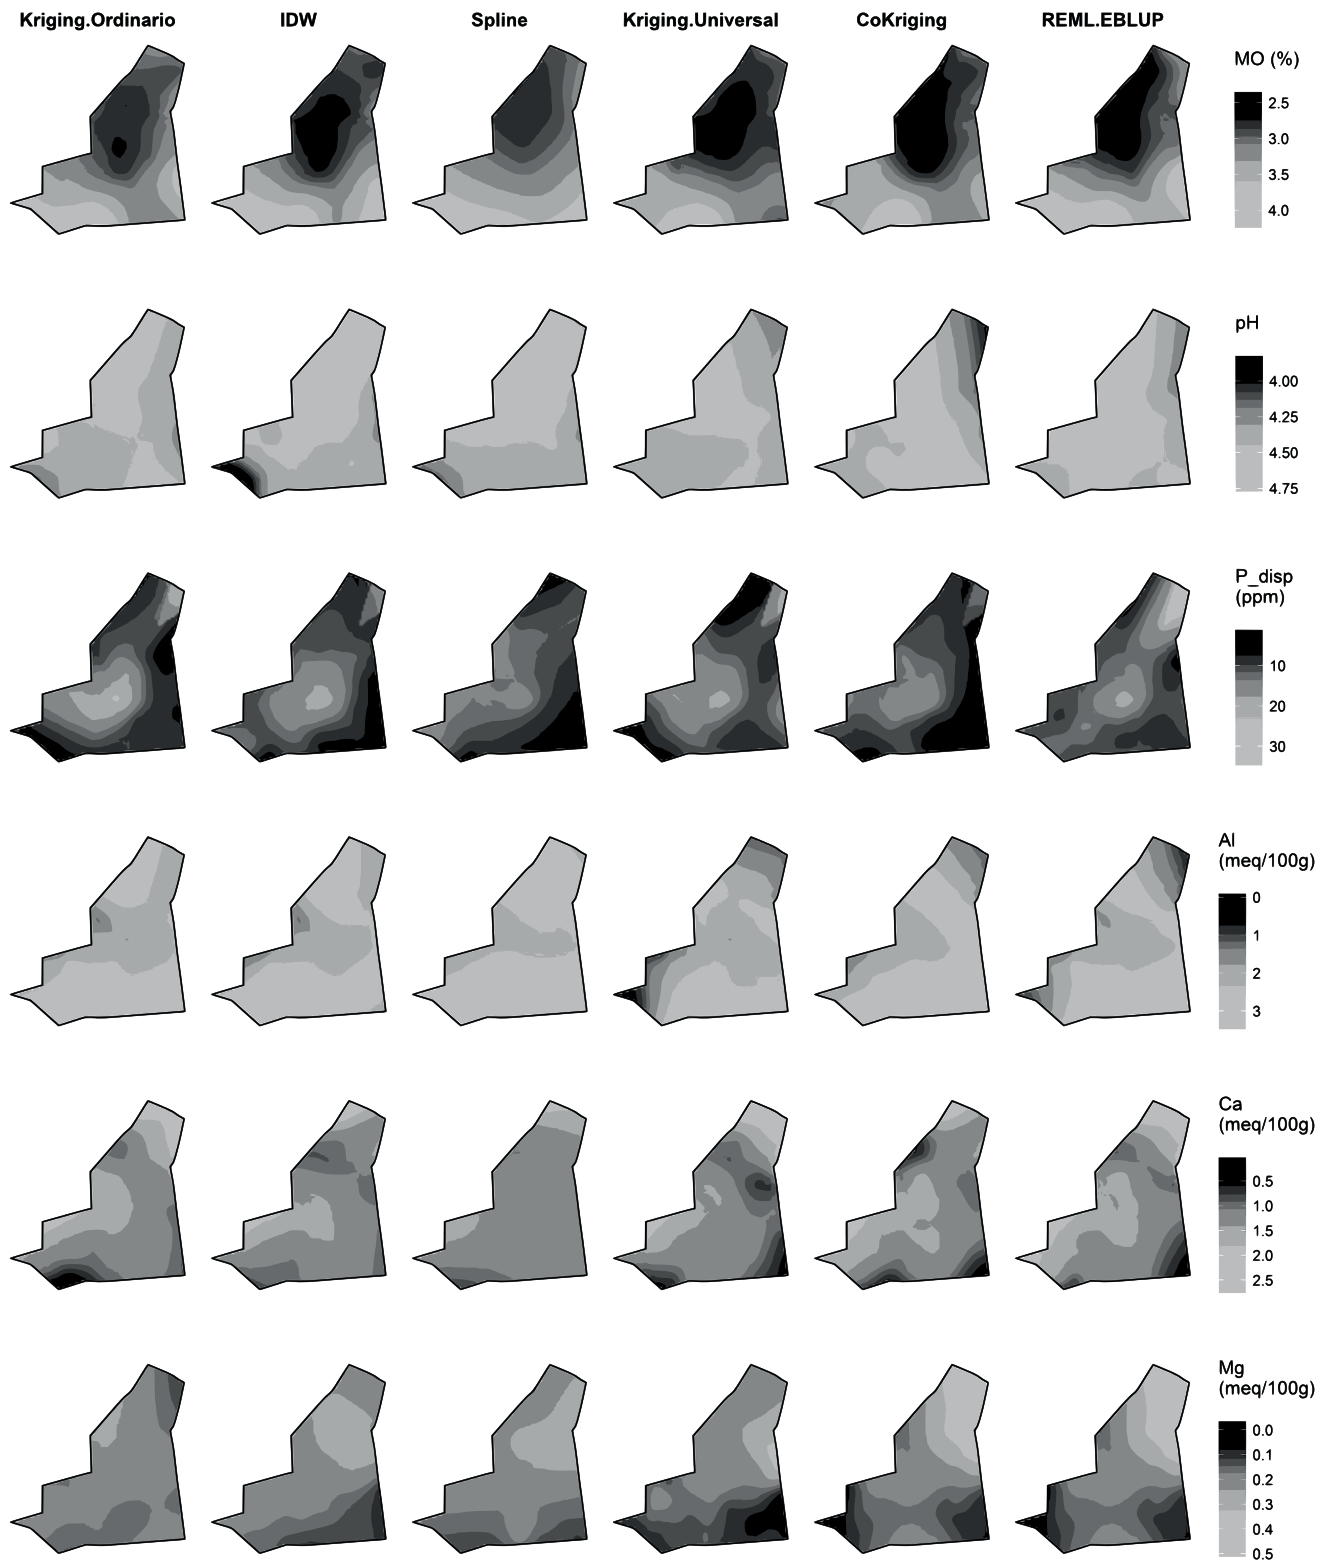 Kriging.Ordinario IDW Spline Kriging.Universal CoKriging REML.EBLUP
MO (%)
2.5
3.0
3.5
4.0
pH
4.00
4.25
4.50
4.75
P_disp
(ppm)
10
20
30
Al
(meq/100g)
0
1
2
3
Ca
(meq/100g)
0.5
1.0
1.5
2.0
2.5
Mg
(meq/100g)
0.0
0.1
0.2
0.3
0.4
0.5